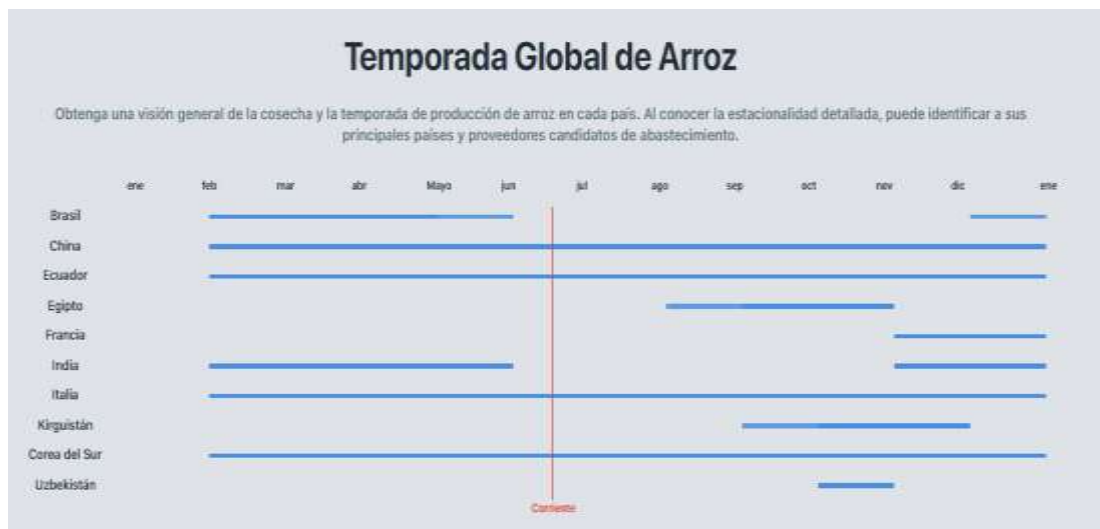 Temporada Global de Arroz
Obtenga una visión general de la cosecha y la temporada de producción de arroz en cada país. Al conocer la estacionalidad detallada, puede identificar a sus
principales países y proveedores candidatos de abastecimiento.
ene feb mar abr Mayo jun jul ago sep oct nov dic ene
Brasil
China
Ecuador
Egipto
Francia
India
Italia
Kirguistán
Corea del Sur
Uzbekistán
Corriente